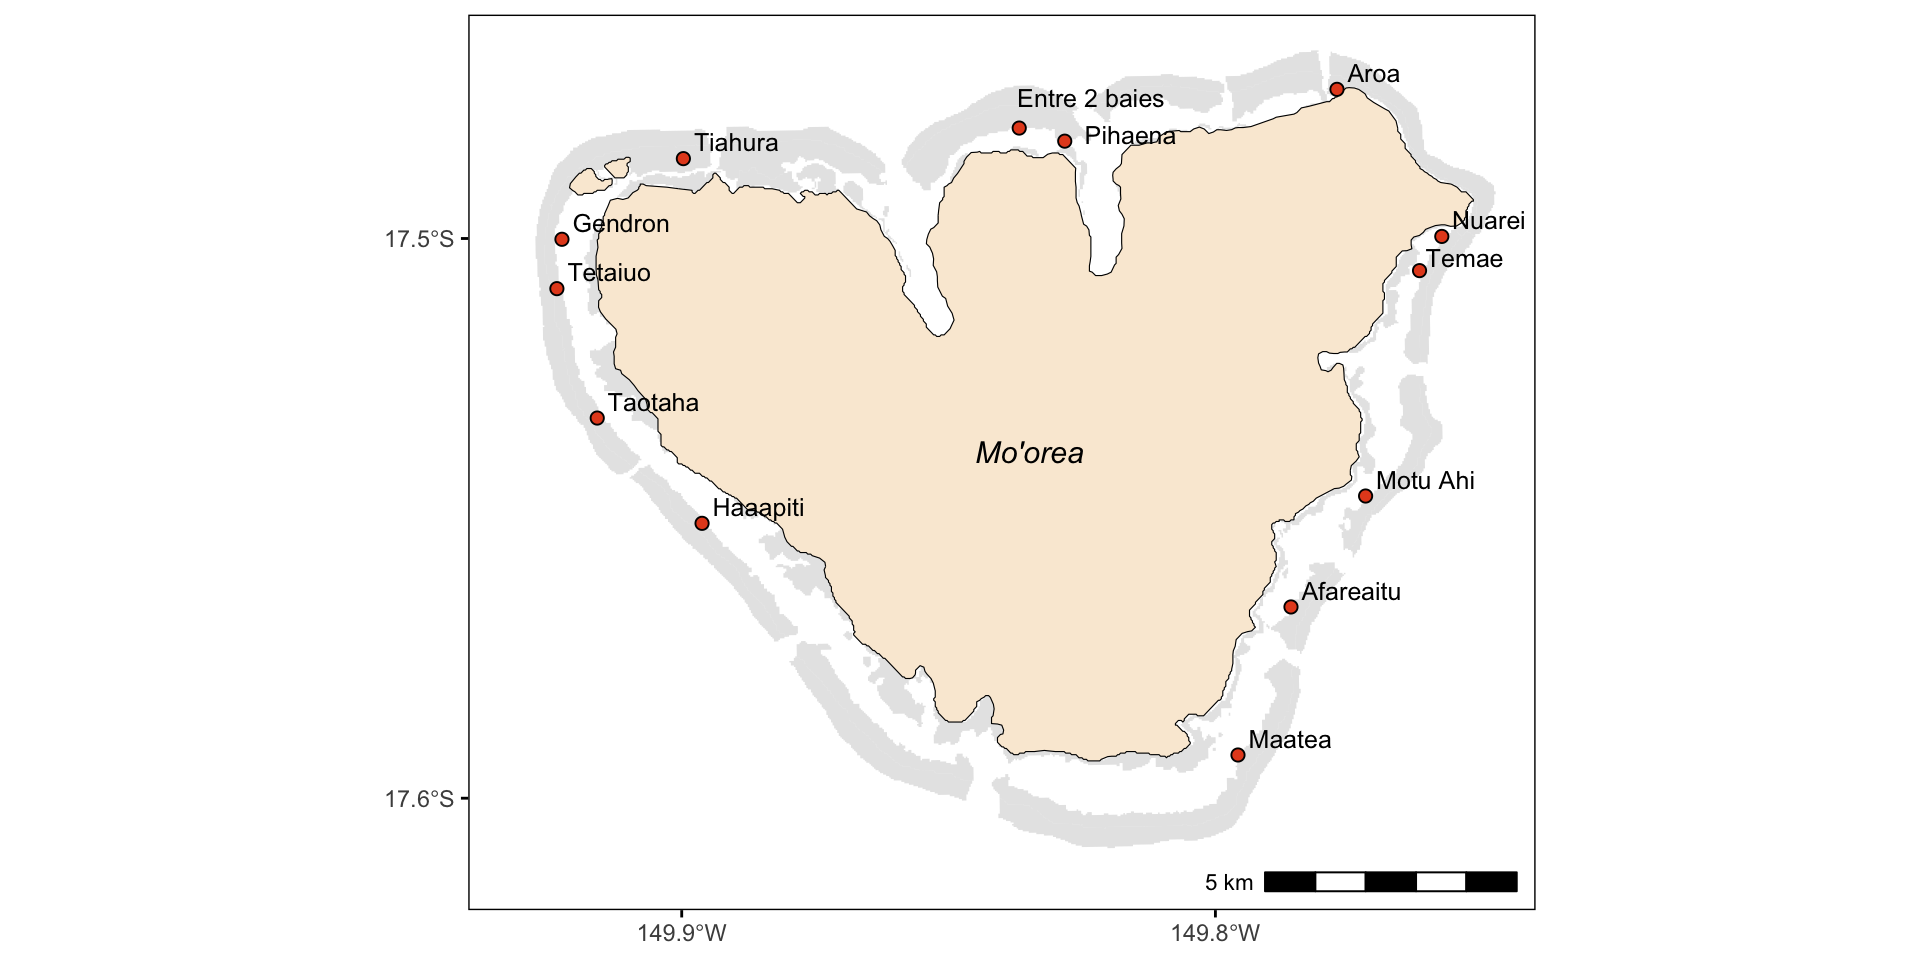 Aroa
Entre 2 baies
Pihaena
Tiahura
Nuarei
Gendron
17.5°S
Temae
Tetaiuo
Taotaha
Mo'orea
Motu Ahi
Haaapiti
Afareaitu
Maatea
17.6°S
5 km
149.9°W
149.8°W